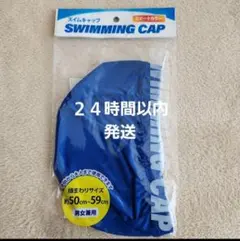 スイムキャップ
SWIMMING CAP
２４時間以内
発送
頭まわりサイズ
約50cm~59cm
男女兼用
SWIMMING CAP